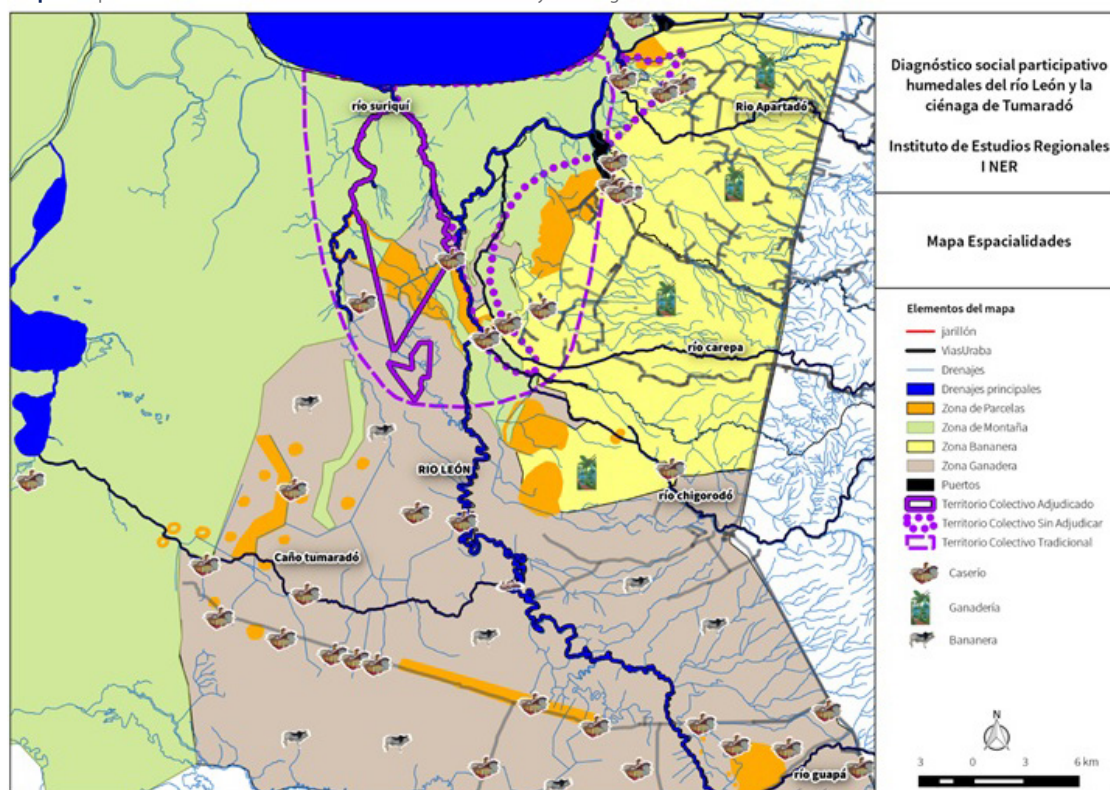 río suriquí
Rio Apartadó
río carepa
RIO LEÓN
río chigorodó
Caño tumaradó
río guapá
Diagnóstico social participativo
humedales del río León y la
ciénaga de Tumaradó
Instituto de Estudios Regionales
I NER
Mapa Espacialidades
Elementos del mapa
jarillón
ViasUraba
Drenajes
Drenajes principales
Zona de Parcelas
Zona de Montaña
Zona Bananera
Zona Ganadera
Puertos
Territorio Colectivo Adjudicado
Territorio Colectivo Sin Adjudicar
Territorio Colectivo Tradicional
Caserío
Ganadería
Bananera
N
3 0 3 6 km